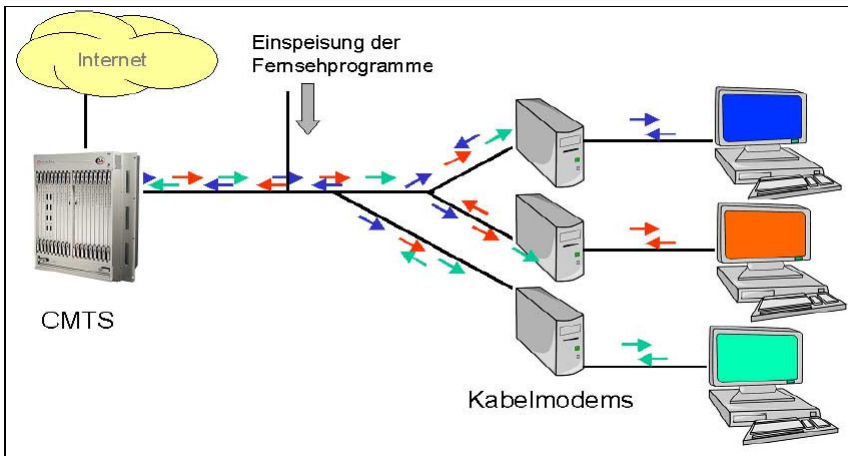 Internet
Einspeisung der
Fernsehprogramme
CMTS
Kabelmodems